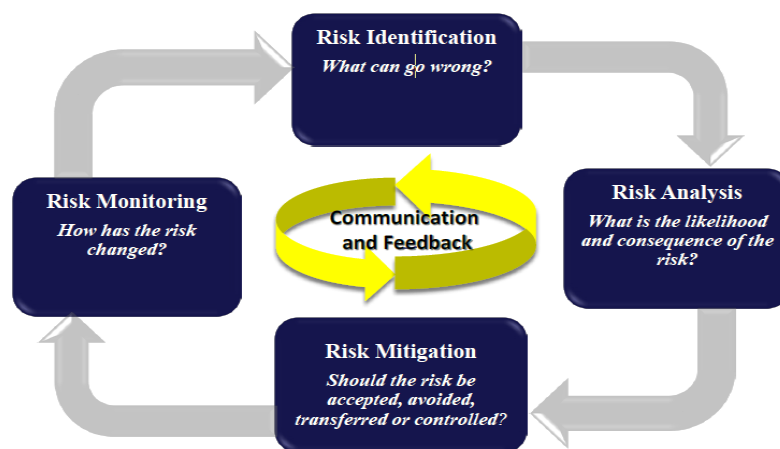 Risk Identification
What can go wrong?
Risk Analysis
What is the likelihood
and consequence of the
risk?
Risk Mitigation
Should the risk be
accepted, avoided,
transferred or controlled?
Risk Monitoring
How has the risk
changed?
Communication
and Feedback